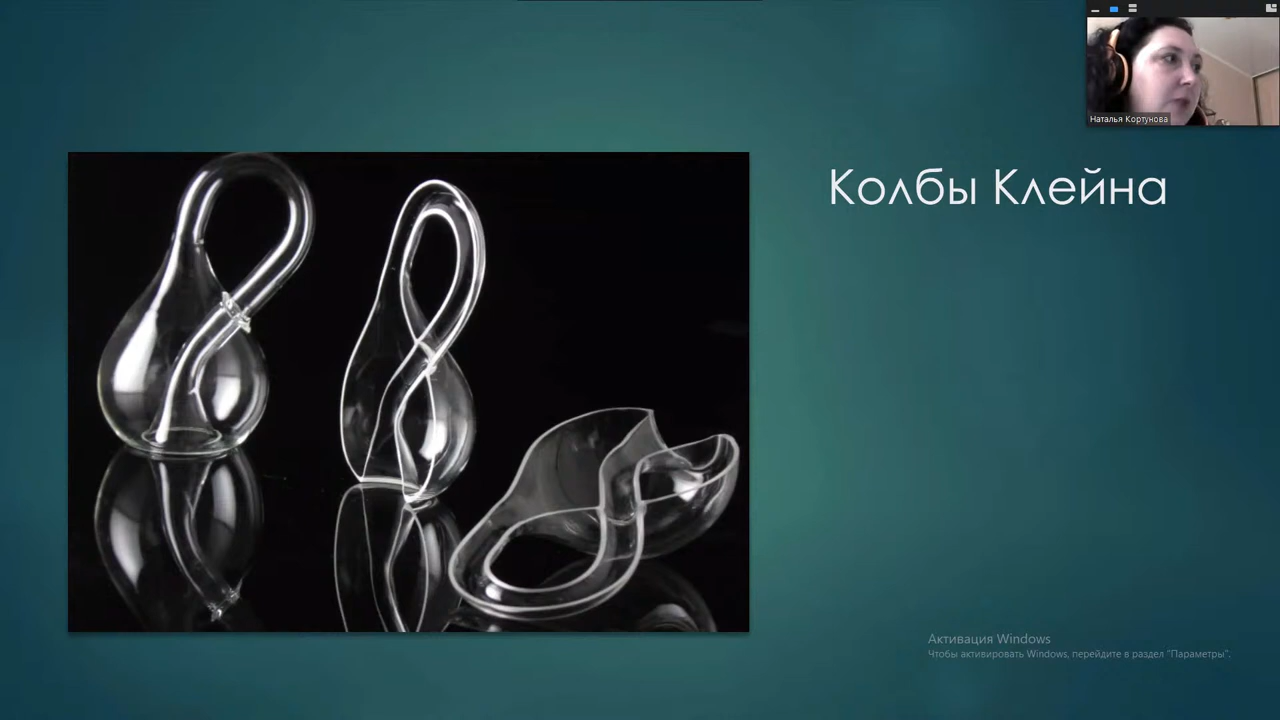 Наталья Кортунова
Колбы Клейна
Активация Windows
Чтобы активировать Windows, перейдите в раздел "Параметры".